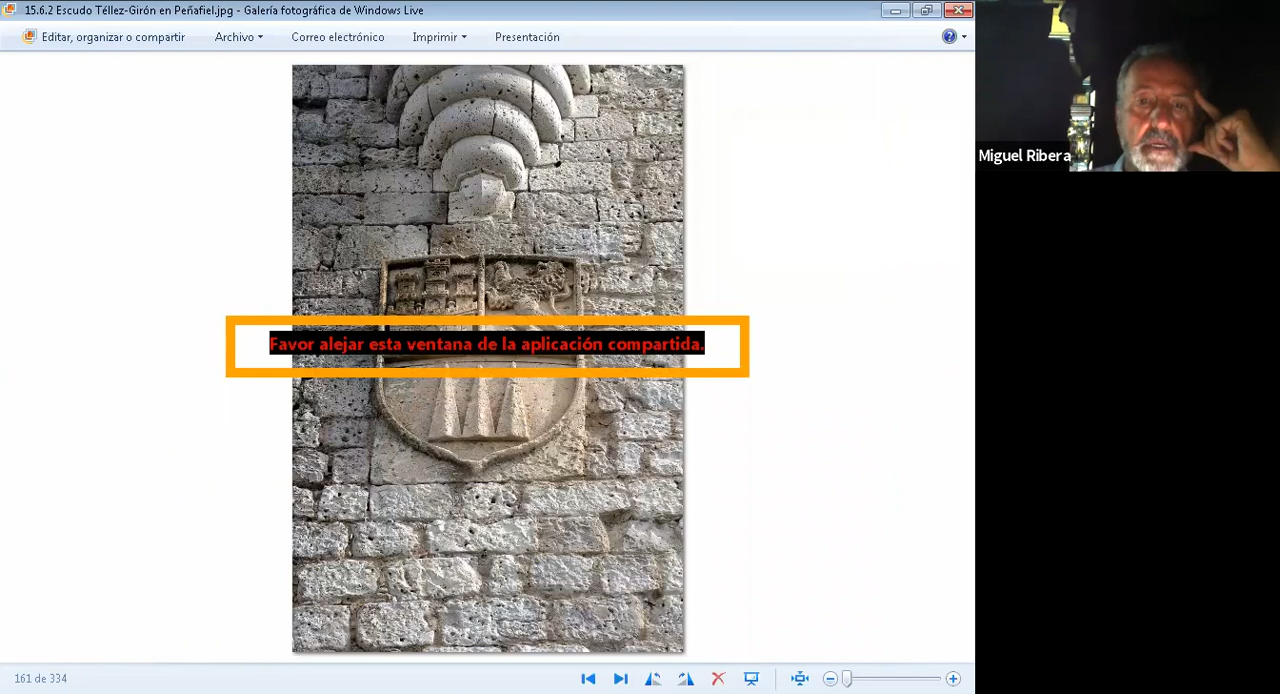 15.6.2 Escudo Téllez-Girón en Peñafiel.jpg - Galería fotográfica de Windows Live
Editar, organizar o compartir Archivo Correo electrónico Imprimir Presentación
Miguel Ribera
Favor alejar esta ventana de la aplicación compartida.
161 de 334